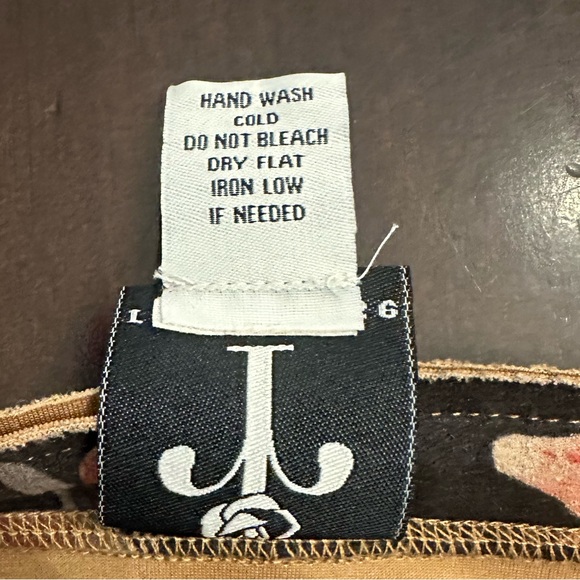 HAND WASH
COLD
DO NOT BLEACH
DRY FLAT
IRON LOW
IF NEEDED